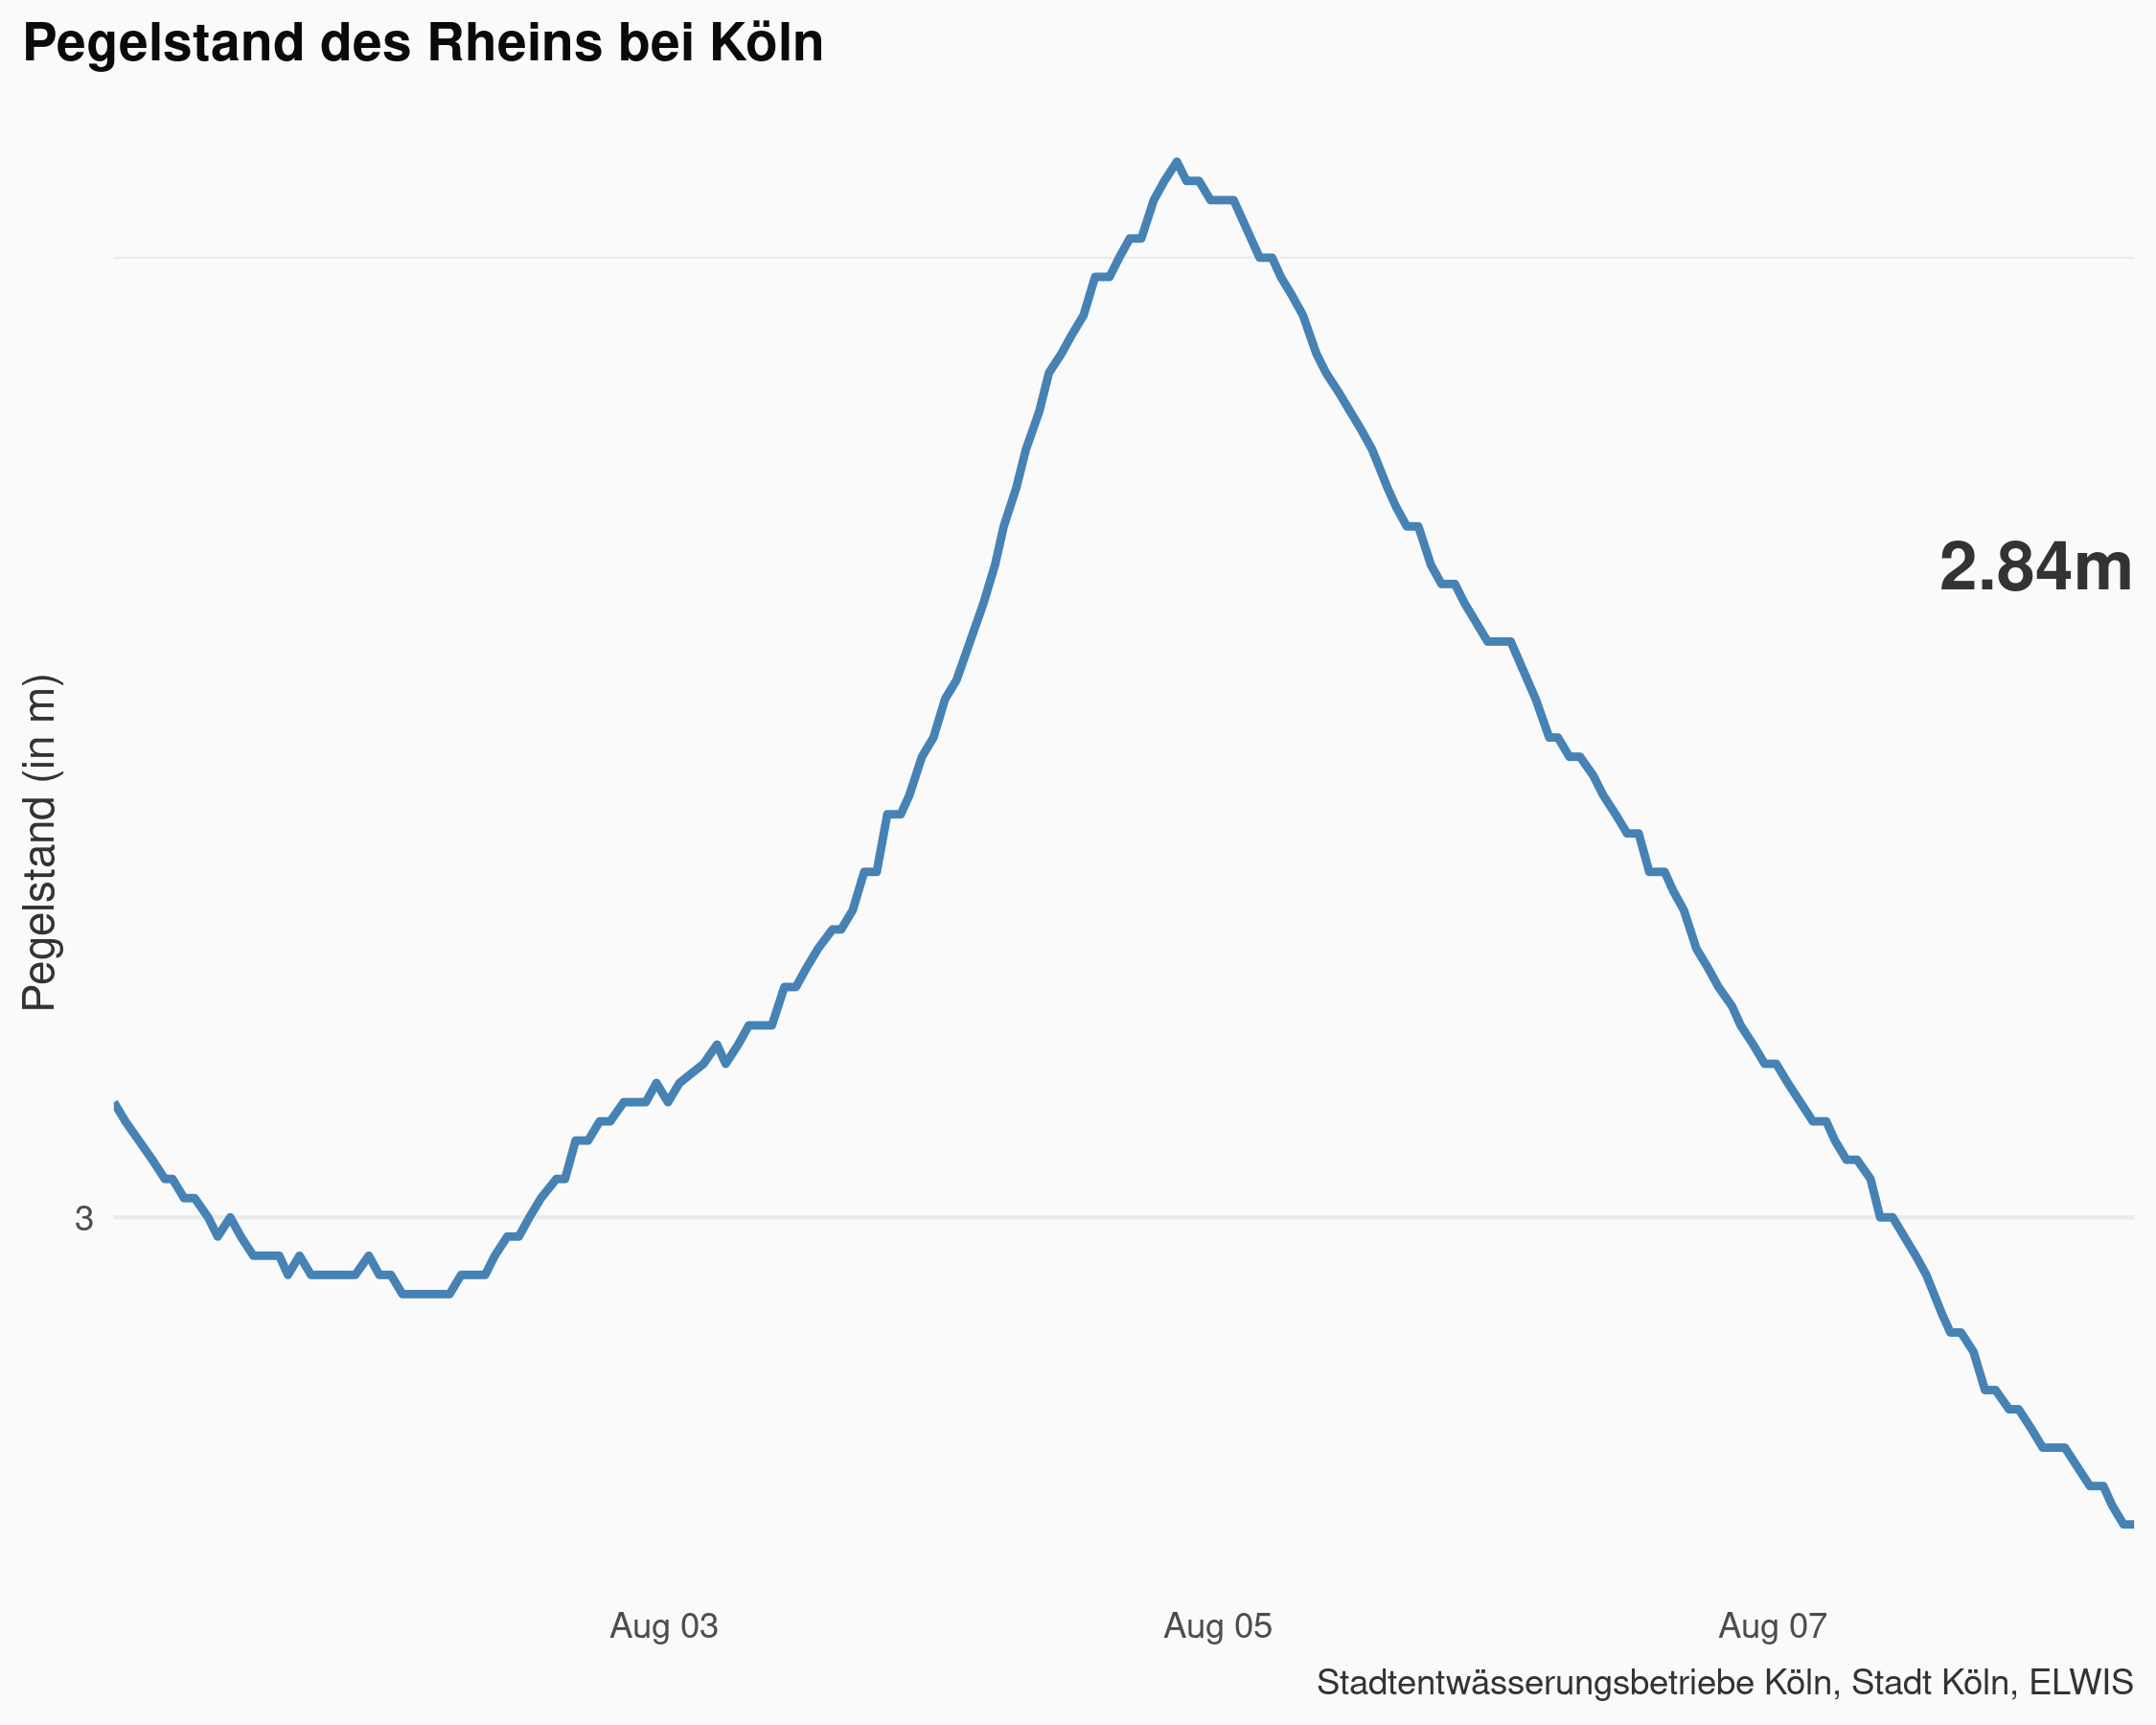 Pegelstand des Rheins bei Köln
2.84m
Pegelstand (in m)
3
Aug 03
Aug 05
Aug 07
Stadtentwässerungsbetriebe Köln, Stadt Köln, ELWIS